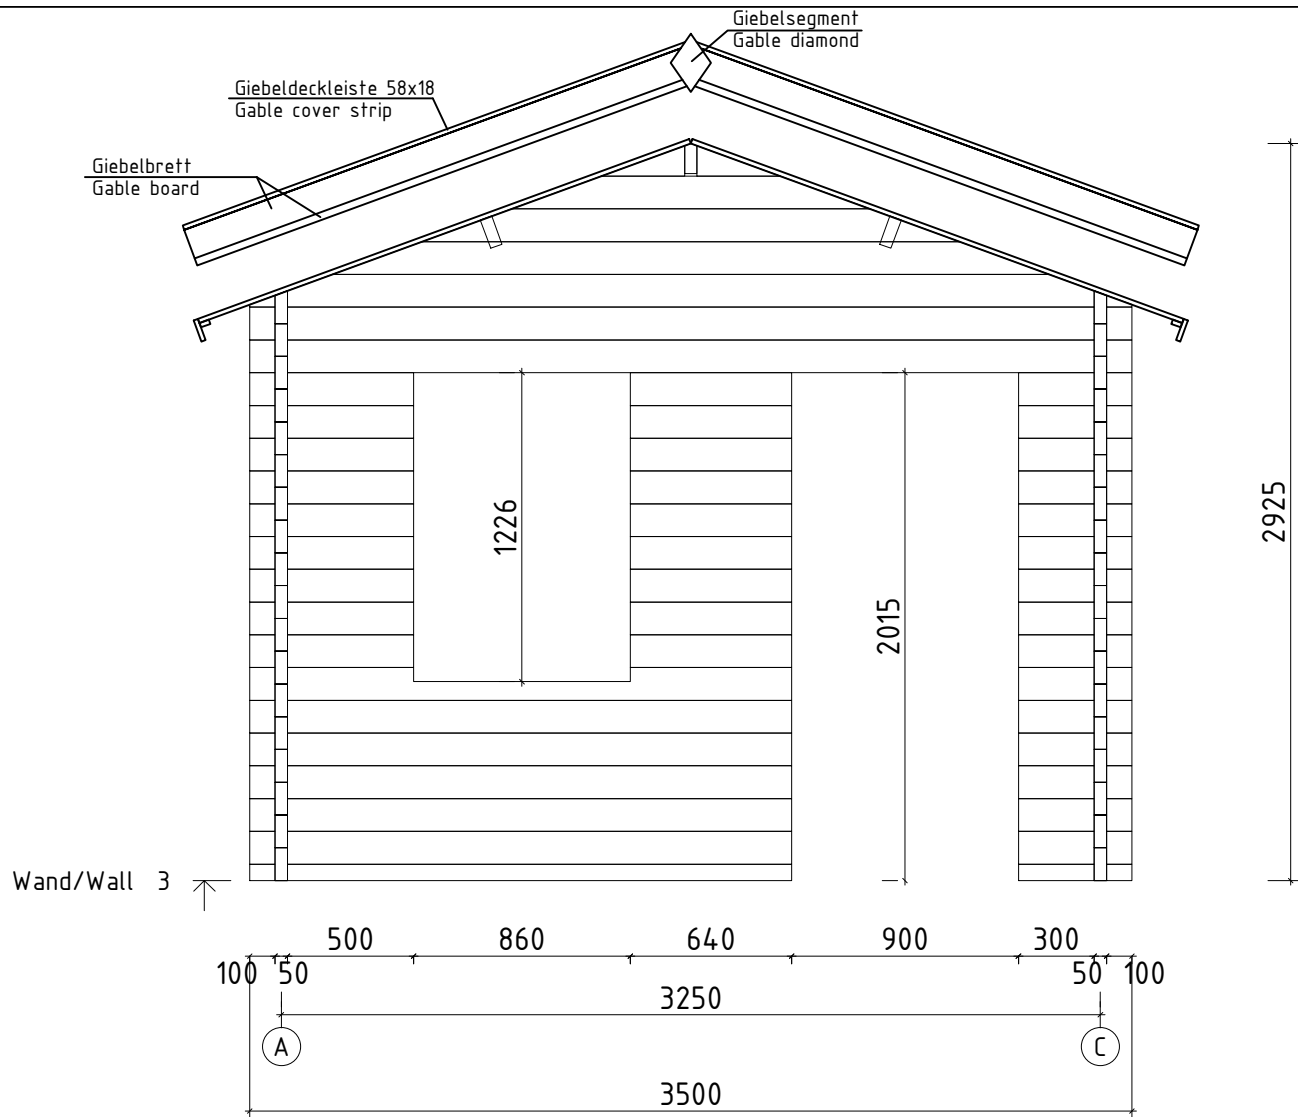 Giebelsegment
Gable diamond
Giebeldeckleiste 58x18
Gable cover strip
Giebelbrett
Gable board
1226
2015
2925
Wand/Wall 3
500 860 640 900 300
100 50 50 100
3250
A C
3500